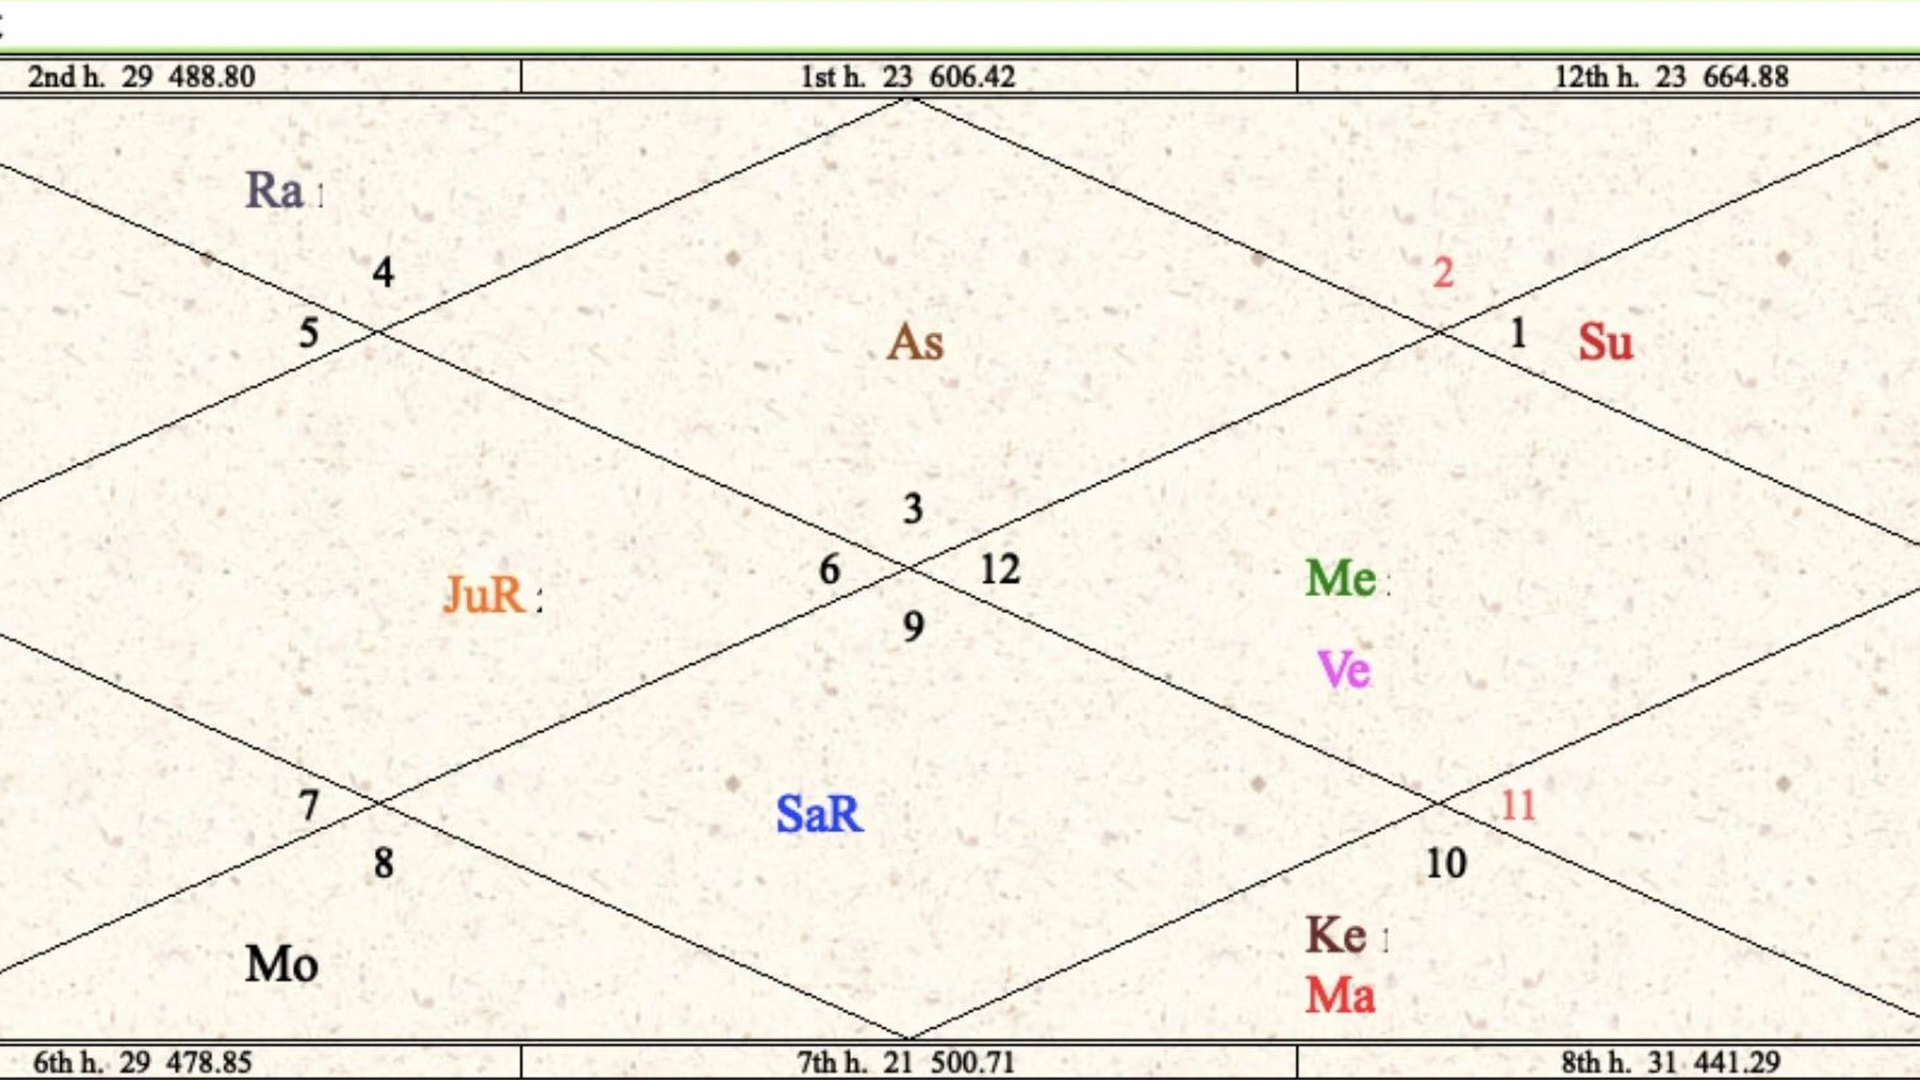 2nd h. 29 488.80
1st h. 23 606.42
12th h. 23 664.88
Ra
4
2
5
As
1
Su
3
6
12
Me
JuR
9
Ve
7
SaR
11
8
10
Ke
Mo
Ma
6th h. 29 478.85
7th h. 21 500.71
8th h. 31 441.29